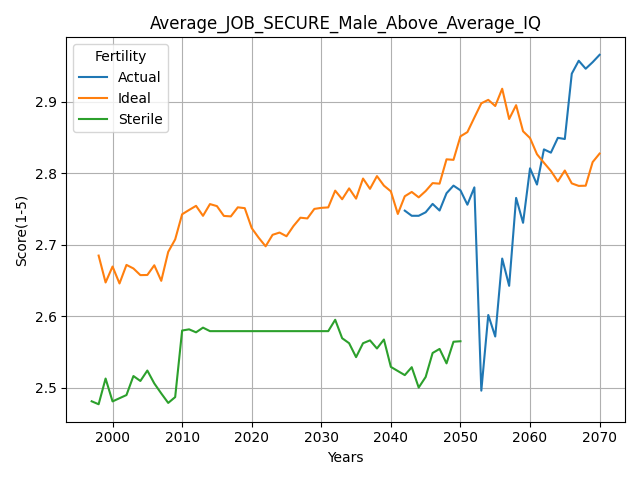 Average_JOB_SECURE_Male_Above_Average_IQ
Fertility
Actual
Ideal
Sterile
Score(1-5)
2.9
2.8
2.7
2.6
2.5
2000 2010 2020 2030 2040 2050 2060 2070
Years